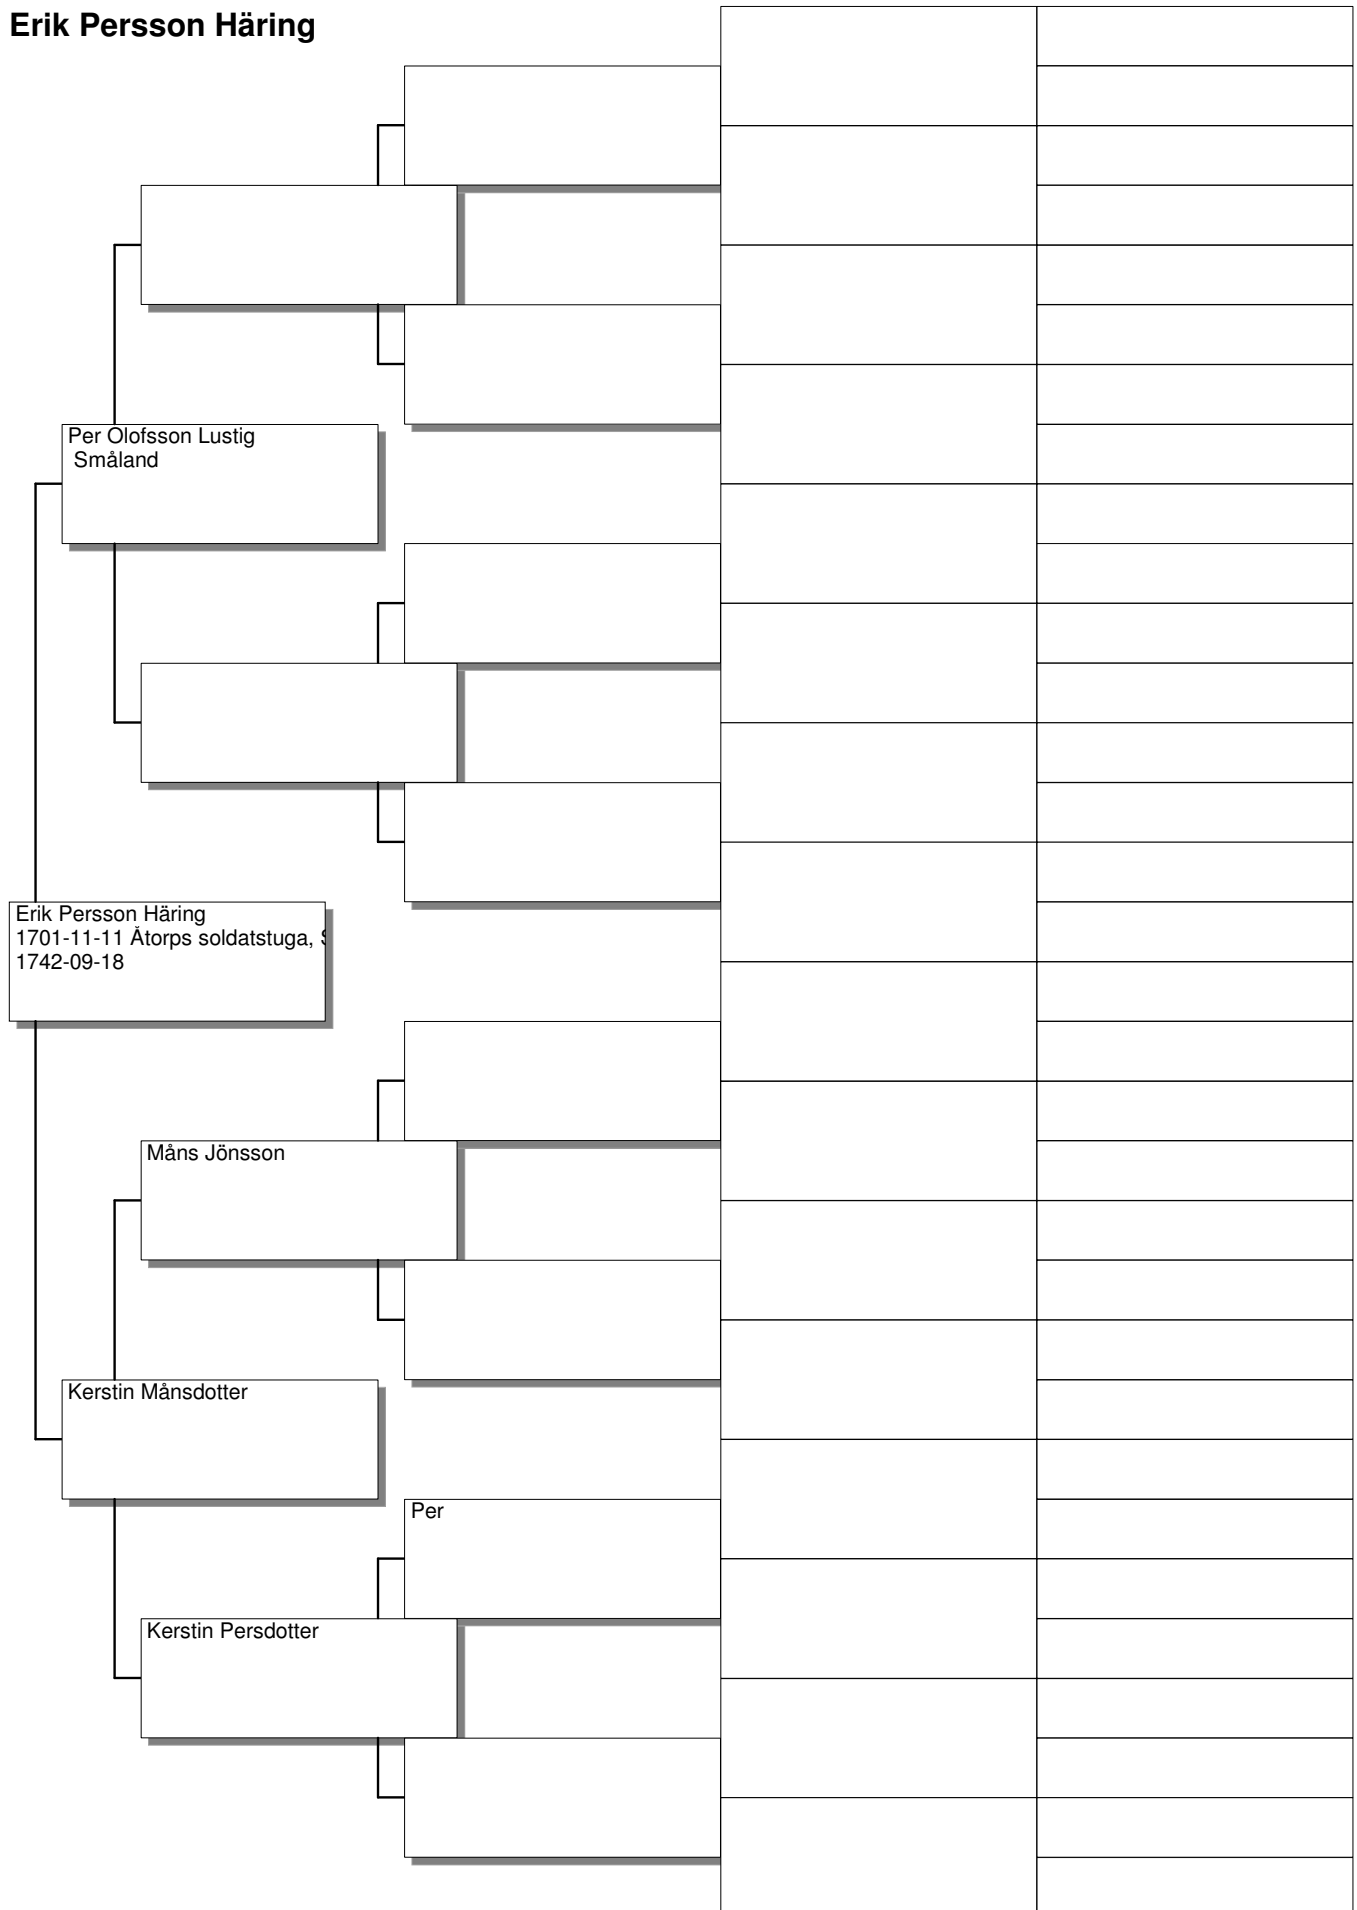 Erik Persson Häring
Per Olofsson Lustig
Småland
Erik Persson Häring
1701-11-11 Åtorps soldatstuga,
1742-09-18
Måns Jönsson
Kerstin Månsdotter
Per
Kerstin Persdotter